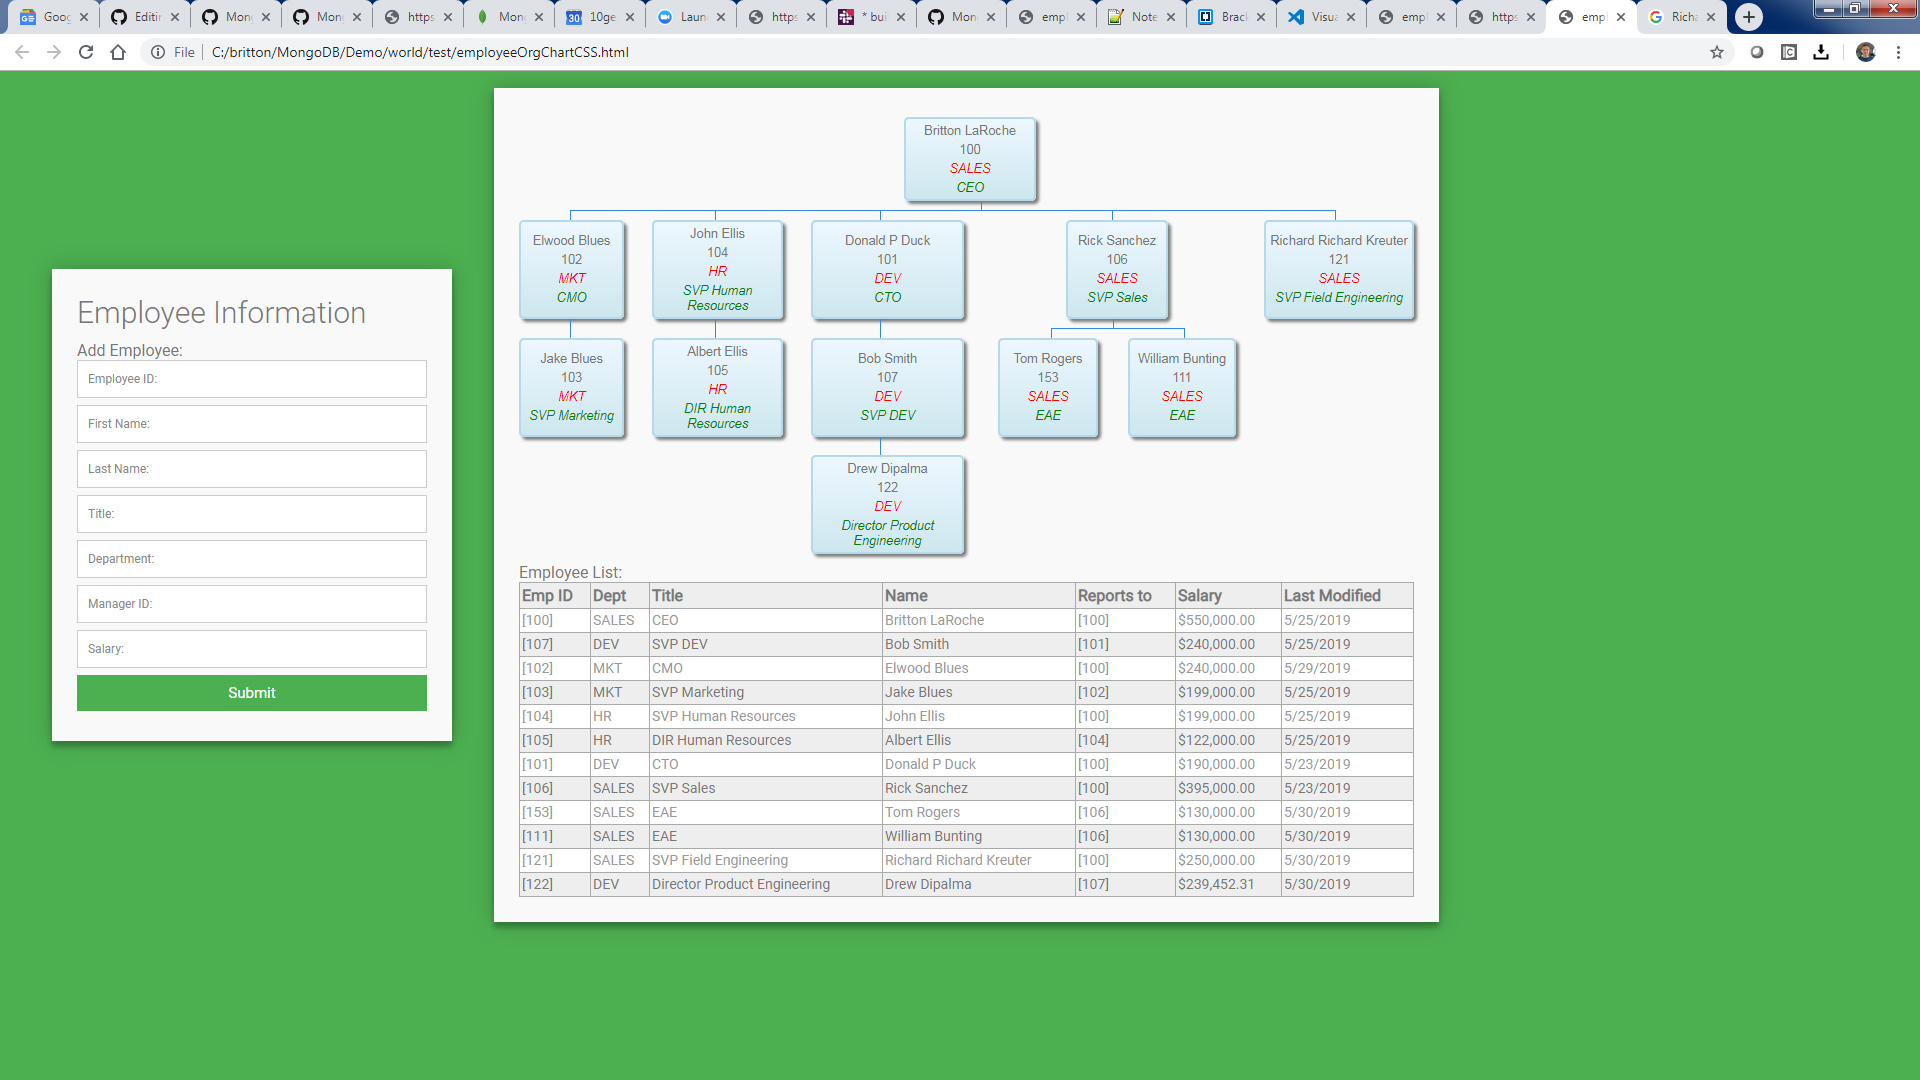 Goog
Editin
Mong
Mong
https
Mong
10ge
Laun
https
* bui
Mong
empl
Note
Brack
Visua
empl
https
empl
Richa
File
C:/britton/MongoDB/Demo/world/test/employeeOrgChartCSS.html
Employee Information
Add Employee:
Employee ID:
First Name:
Last Name:
Title:
Department:
Manager ID:
Salary:
Submit
Britton LaRoche
100
SALES
CEO
Elwood Blues
102
MKT
CMO
John Ellis
104
HR
SVP Human
Resources
Donald P Duck
101
DEV
CTO
Rick Sanchez
106
SALES
SVP Sales
Richard Richard Kreuter
121
SALES
SVP Field Engineering
Jake Blues
103
MKT
SVP Marketing
Albert Ellis
105
HR
DIR Human
Resources
Bob Smith
107
DEV
SVP DEV
Tom Rogers
153
SALES
EAE
William Bunting
111
SALES
EAE
Drew Dipalma
122
DEV
Director Product
Engineering
Employee List:
Emp ID Dept Title Name Reports to Salary Last Modified
[100] SALES CEO Britton LaRoche [100] $550,000.00 5/25/2019
[107] DEV SVP DEV Bob Smith [101] $240,000.00 5/25/2019
[102] MKT CMO Elwood Blues [100] $240,000.00 5/29/2019
[103] MKT SVP Marketing Jake Blues [102] $199,000.00 5/25/2019
[104] HR SVP Human Resources John Ellis [100] $199,000.00 5/25/2019
[105] HR DIR Human Resources Albert Ellis [104] $122,000.00 5/25/2019
[101] DEV CTO Donald P Duck [100] $190,000.00 5/23/2019
[106] SALES SVP Sales Rick Sanchez [100] $395,000.00 5/23/2019
[153] SALES EAE Tom Rogers [106] $130,000.00 5/30/2019
[111] SALES EAE William Bunting [106] $130,000.00 5/30/2019
[121] SALES SVP Field Engineering Richard Richard Kreuter [100] $250,000.00 5/30/2019
[122] DEV Director Product Engineering Drew Dipalma [107] $239,452.31 5/30/2019